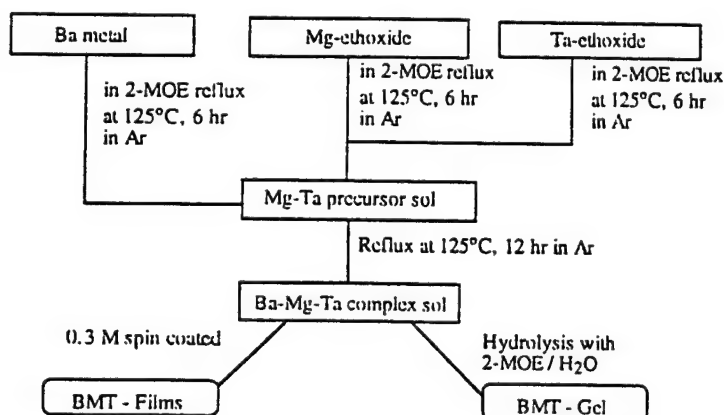 Ba metal
Mg-ethoxide
Ta-ethoxide
in 2-MOE reflux
at 125°C, 6 hr
in Ar
in 2-MOE reflux
at 125°C, 6 hr
in Ar
in 2-MOE reflux
at 125°C, 6 hr
in Ar
Mg-Ta precursor sol
Reflux at 125°C, 12 hr in Ar
Ba-Mg-Ta complex sol
0.3 M spin coated
Hydrolysis with
2-MOE / H₂O
BMT - Films
BMT - Gel